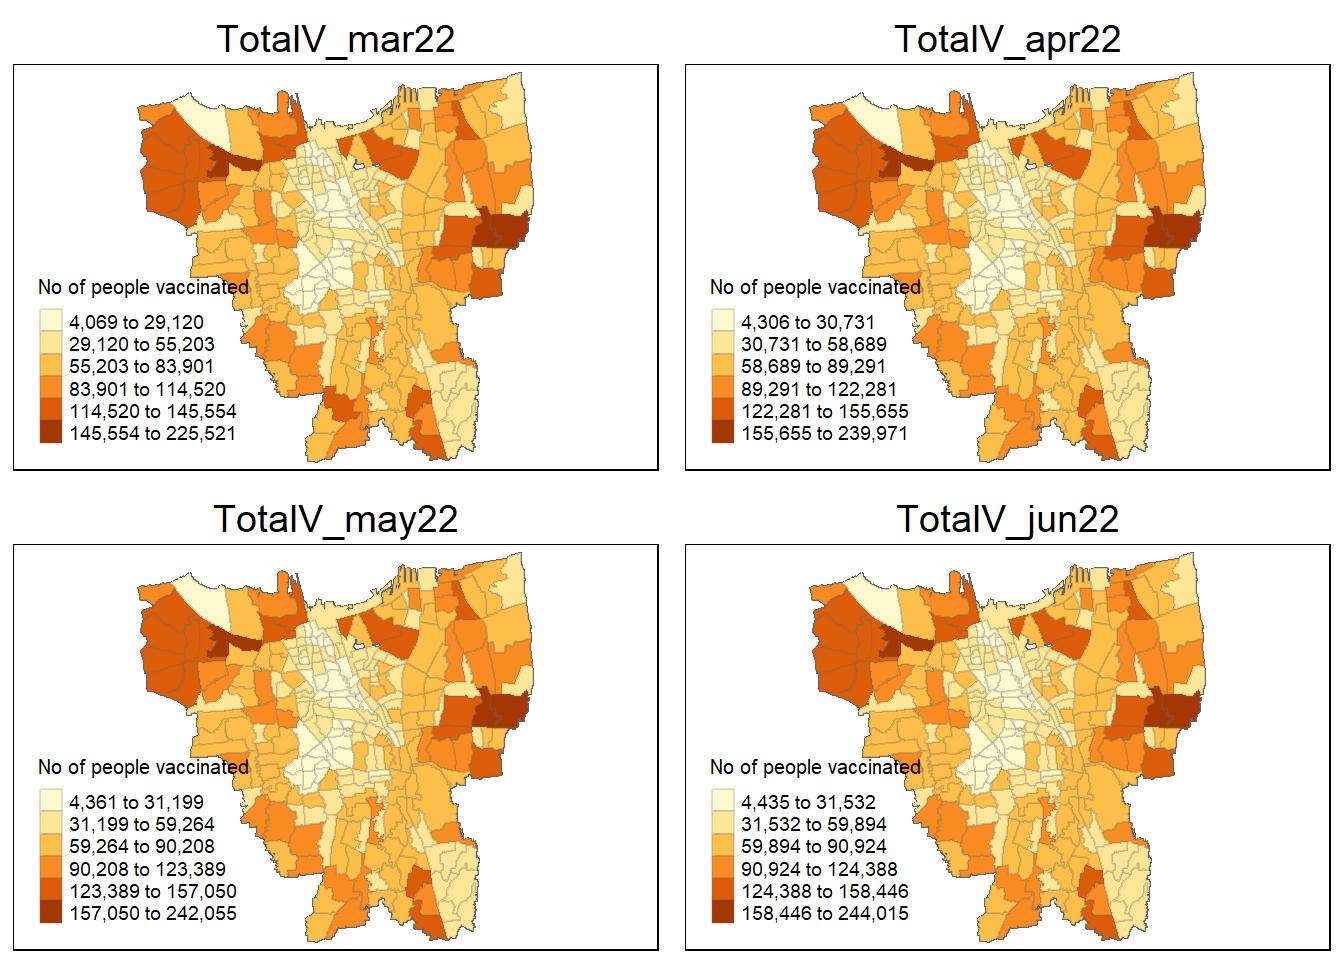 TotalV_mar22
No of people vaccinated
4,069 to 29,120
29,120 to 55,203
55,203 to 83,901
83,901 to 114,520
114,520 to 145,554
145,554 to 225,521
TotalV_apr22
No of people vaccinated
4,306 to 30,731
30,731 to 58,689
58,689 to 89,291
89,291 to 122,281
122,281 to 155,655
155,655 to 239,971
TotalV_may22
No of people vaccinated
4,361 to 31,199
31,199 to 59,264
59,264 to 90,208
90,208 to 123,389
123,389 to 157,050
157,050 to 242,055
TotalV_jun22
No of people vaccinated
4,435 to 31,532
31,532 to 59,894
59,894 to 90,924
90,924 to 124,388
124,388 to 158,446
158,446 to 244,015